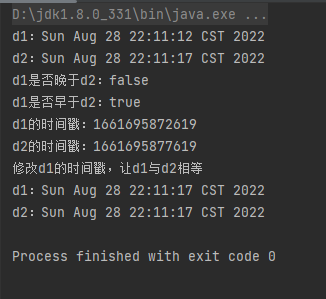 D:\jdk1.8.0_331\bin\java.exe ...
d1：Sun Aug 28 22:11:12 CST 2022
d2：Sun Aug 28 22:11:17 CST 2022
d1是否晚于d2：false
d1是否早于d2：true
d1的时间戳：1661695872619
d2的时间戳：1661695877619
修改d1的时间戳，让d1与d2相等
d1：Sun Aug 28 22:11:17 CST 2022
d2：Sun Aug 28 22:11:17 CST 2022
Process finished with exit code 0